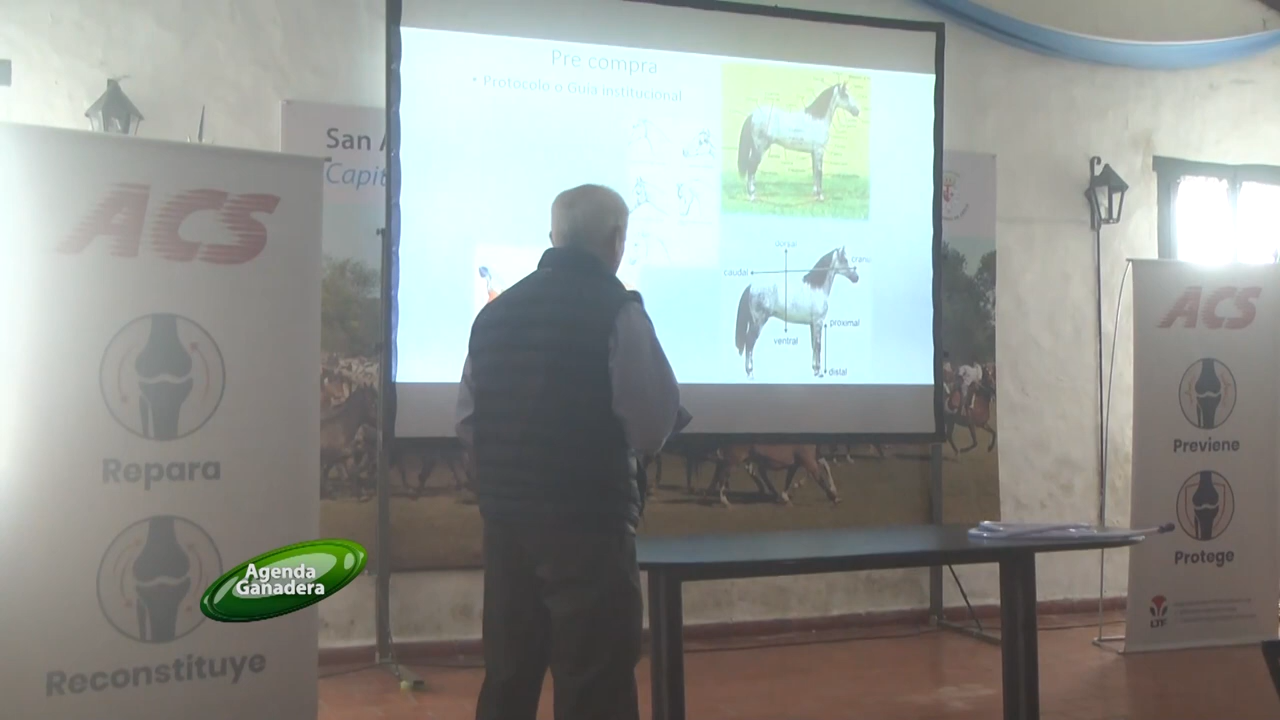 Pre compra
• Protocolo o Guía institucional
San A
Capit
ACS
Repara
Reconstituye
Agenda
Ganadera
dorsal
caudal
proximal
ventral
distal
ACS
Previene
Protege